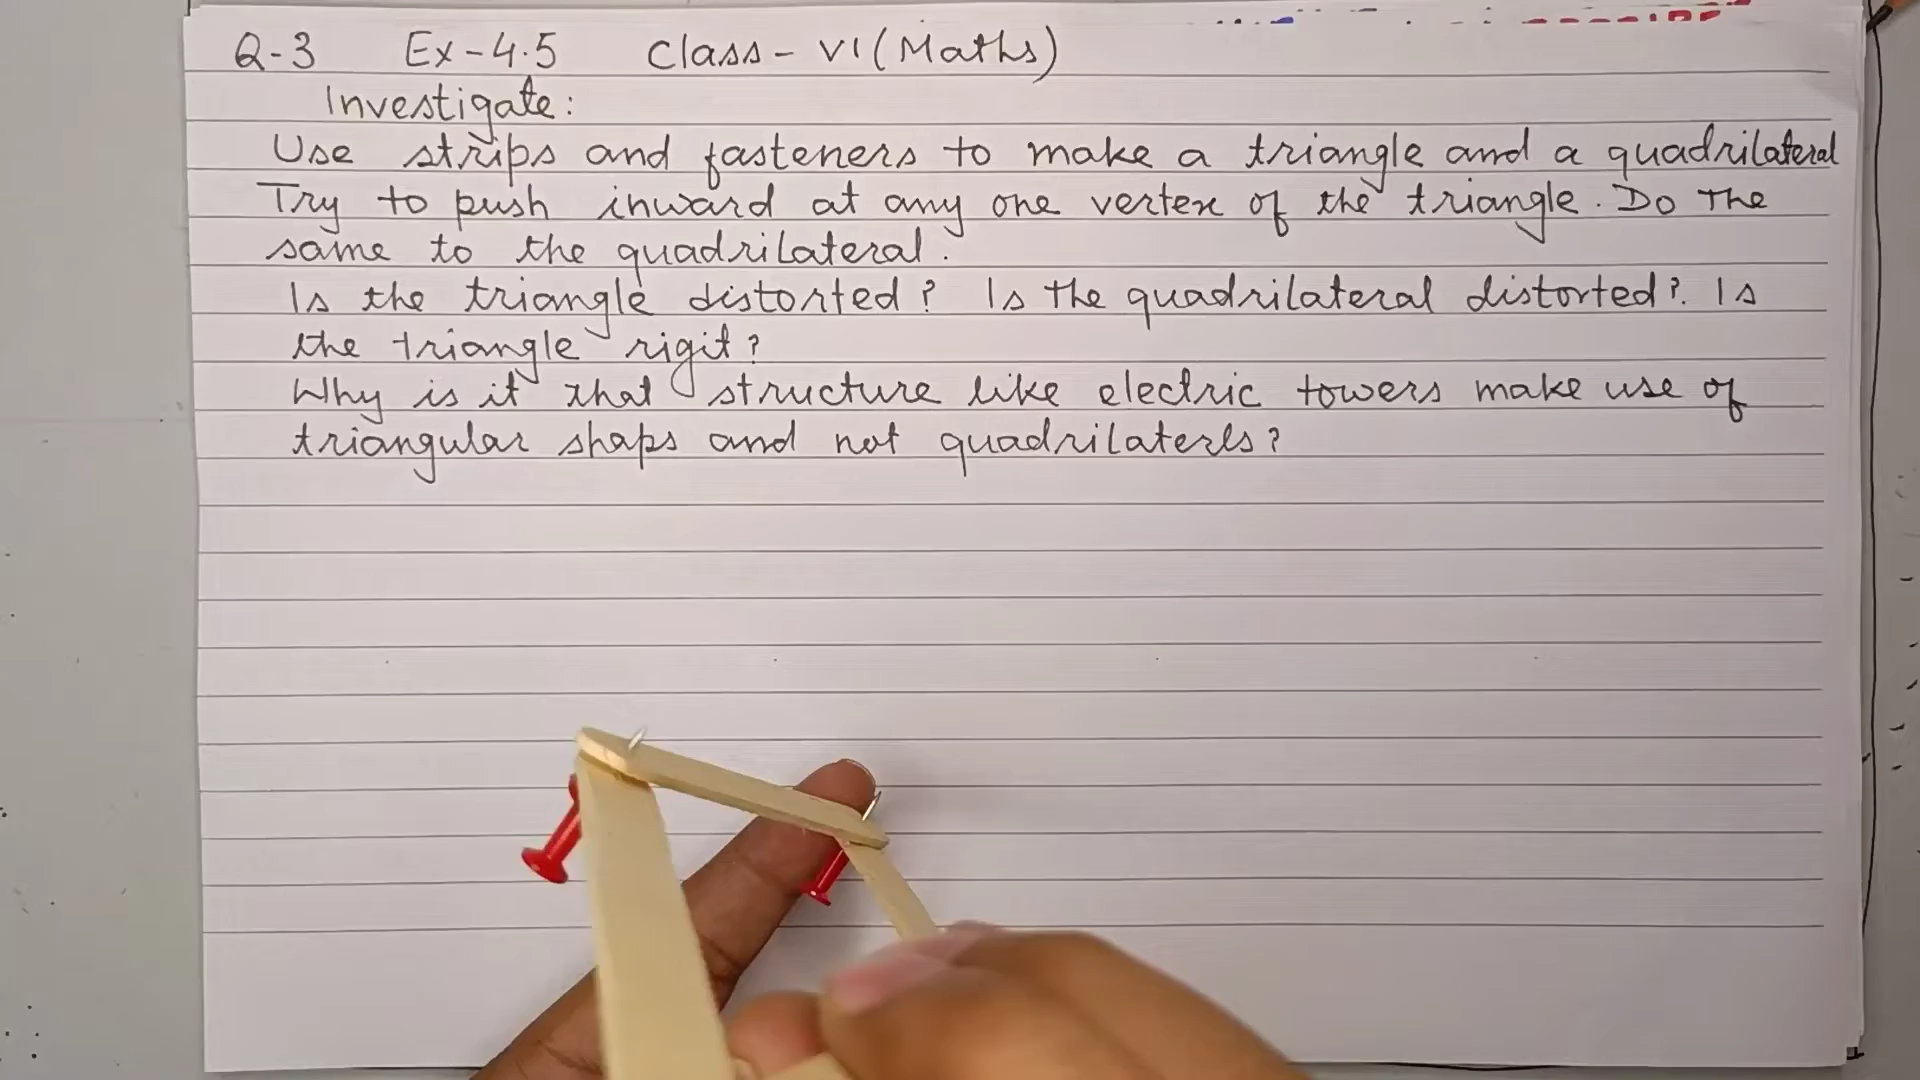 Q-3 Ex-4.5 Class- VI (Maths)
Investigate:
Use strips and fasteners to make a triangle and a quadrilateral
Try to push inward at any one vertex of the triangle. Do The
same to the quadrilateral.
Is the triangle distorted? Is the quadrilateral distorted?. Is
the triangle rigit?
Why is it that structure like electric towers make use of
triangular shaps and not quadrilaterls?